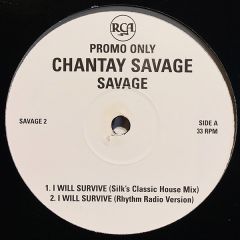 RCA
PROMO ONLY
CHANTAY SAVAGE
SAVAGE
SAVAGE 2
SIDE A
33 RPM
1. I WILL SURVIVE (Silk's Classic House Mix)
2. I WILL SURVIVE (Rhythm Radio Version)